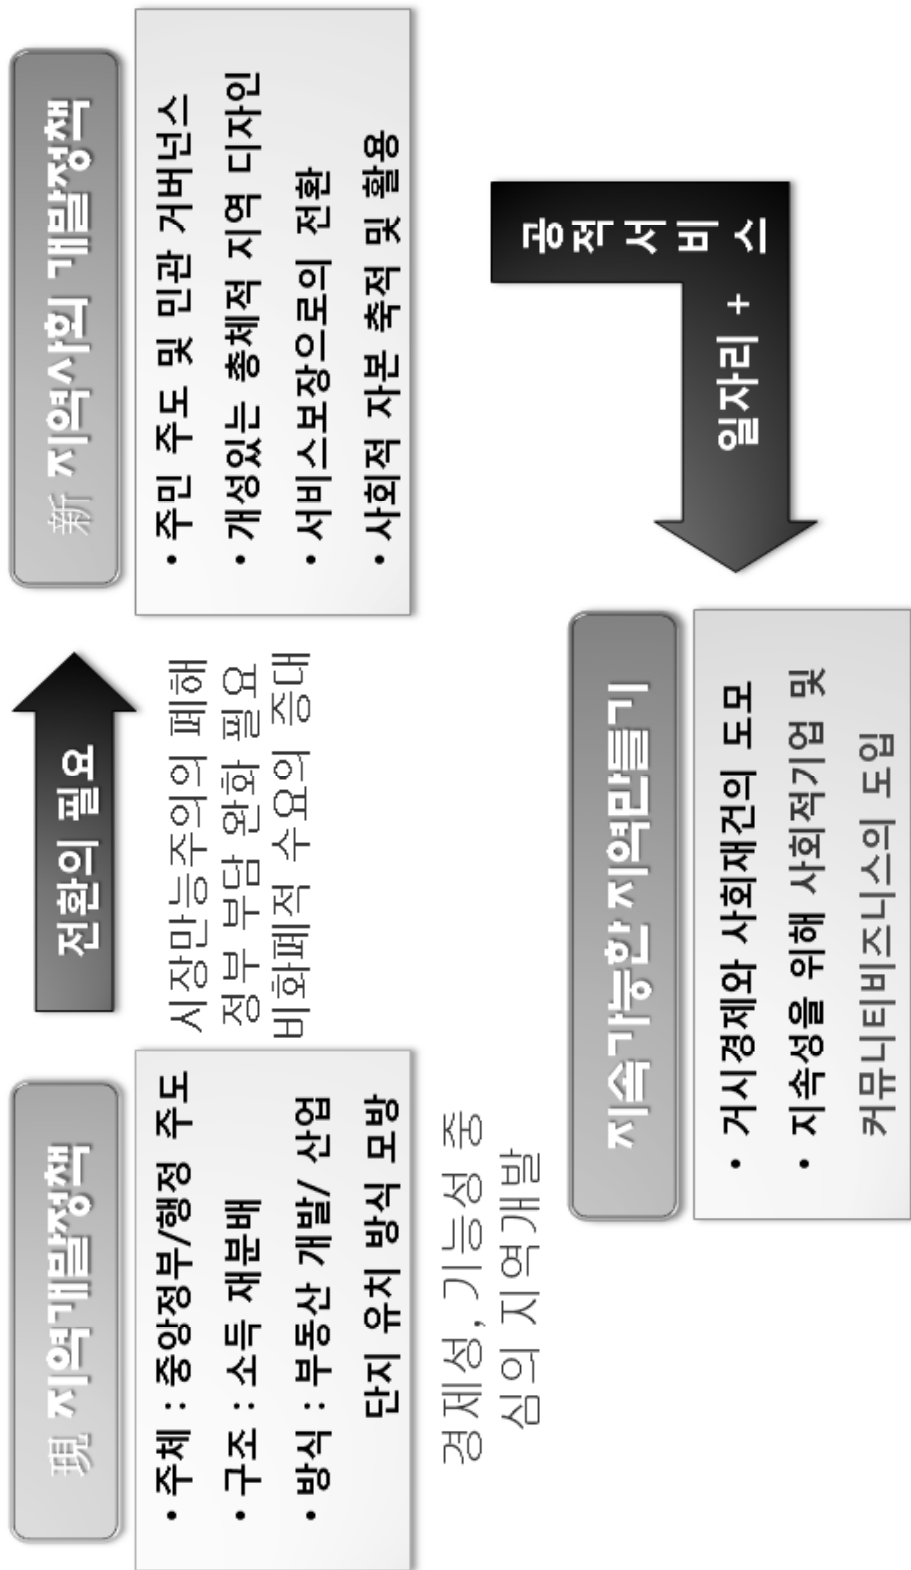 現 지역개발정책
• 주체 : 중앙정부/행정 주도
• 구조 : 소득 재분배
• 방식 : 부동산 개발/ 산업
단지 유치 방식 모방
경제성, 기능성 중
심의 지역개발
전환의 필요
시장만능주의의 폐해
정부 부담 완화 필요
비화폐적 수요의 증대
新 지역사회 개발정책
• 주민 주도 및 민관 거버넌스
• 개성있는 총체적 지역 디자인
• 서비스보장으로의 전환
• 사회적 자본 축적 및 활용
일자리 +
공적서비스
지속가능한 지역만들기
• 거시경제와 사회재건의 도모
• 지속성을 위해 사회적기업 및
커뮤니티비즈니스의 도입